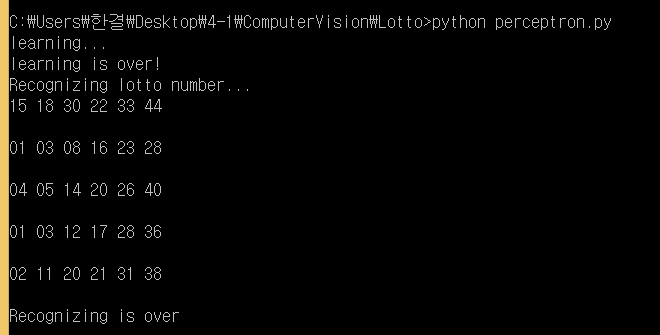 C:₩Users₩한결₩Desktop₩4-1₩ComputerVision₩Lotto>python perceptron.py
learning...
learning is over!
Recognizing lotto number...
15 18 30 22 33 44
01 03 08 16 23 28
04 05 14 20 26 40
01 03 12 17 28 36
02 11 20 21 31 38
Recognizing is over